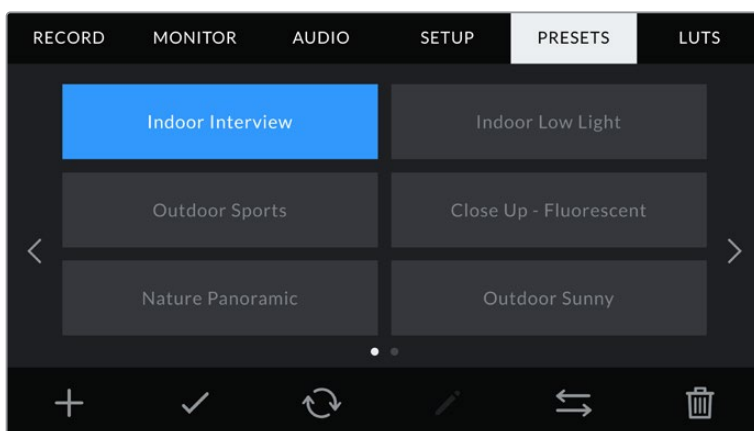 RECORD MONITOR AUDIO SETUP PRESETS LUTS
Indoor Interview Indoor Low Light
Outdoor Sports Close Up - Fluorescent
Nature Panoramic Outdoor Sunny